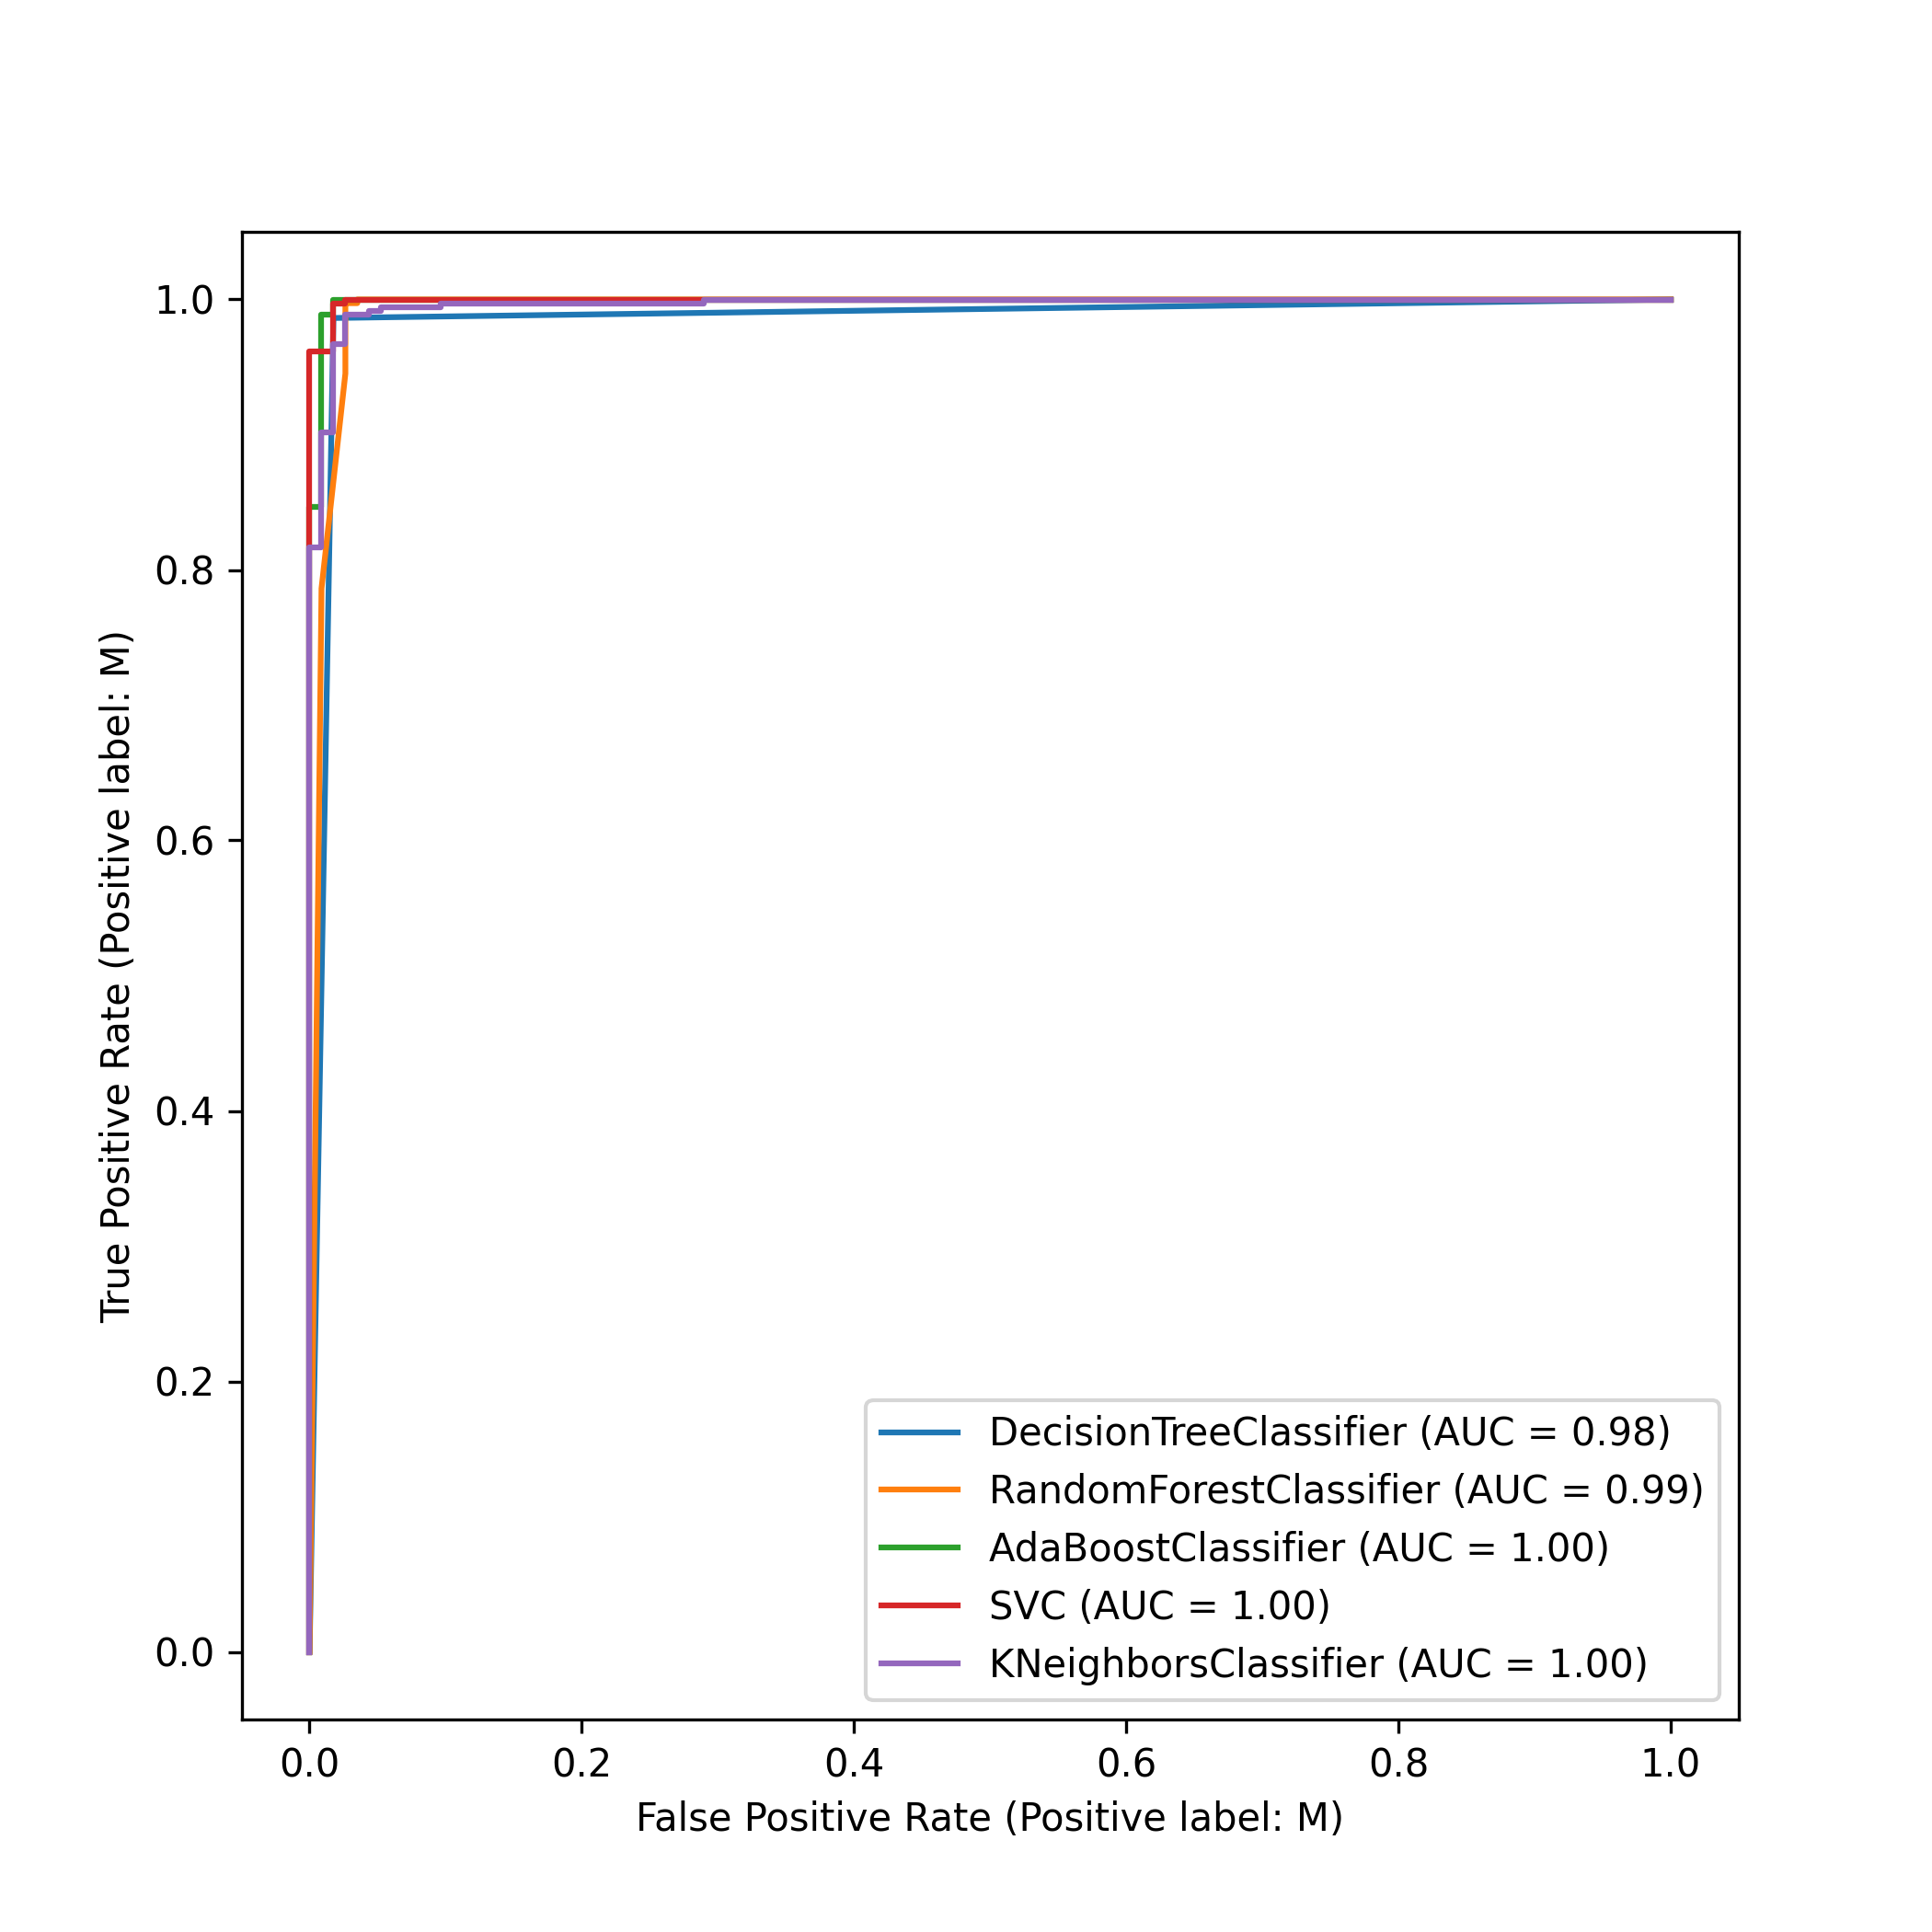 1.0
0.8
0.6
0.4
0.2
0.0
True Positive Rate (Positive label: M)
DecisionTreeClassifier (AUC = 0.98)
RandomForestClassifier (AUC = 0.99)
AdaBoostClassifier (AUC = 1.00)
SVC (AUC = 1.00)
KNeighborsClassifier (AUC = 1.00)
0.0 0.2 0.4 0.6 0.8 1.0
False Positive Rate (Positive label: M)